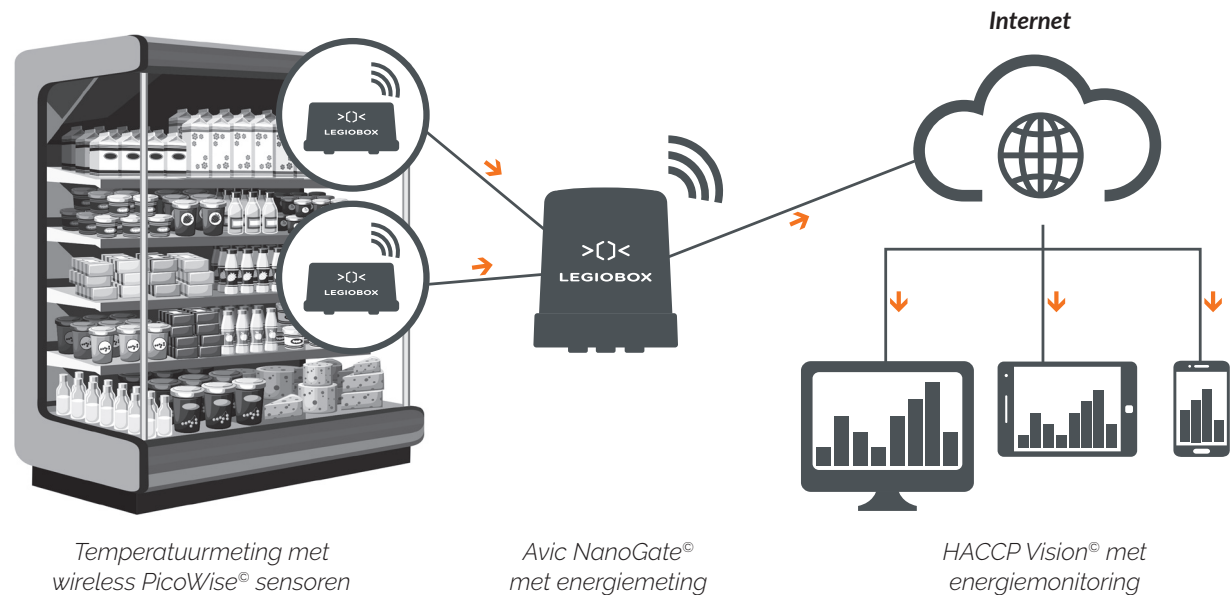 Internet
>()<
LEGIOBOX
>()<
LEGIOBOX
>()<
LEGIOBOX
Temperatuurmeting met
wireless PicoWise© sensoren
Avic NanoGate©
met energiemeting
HACCP Vision© met
energiemonitoring